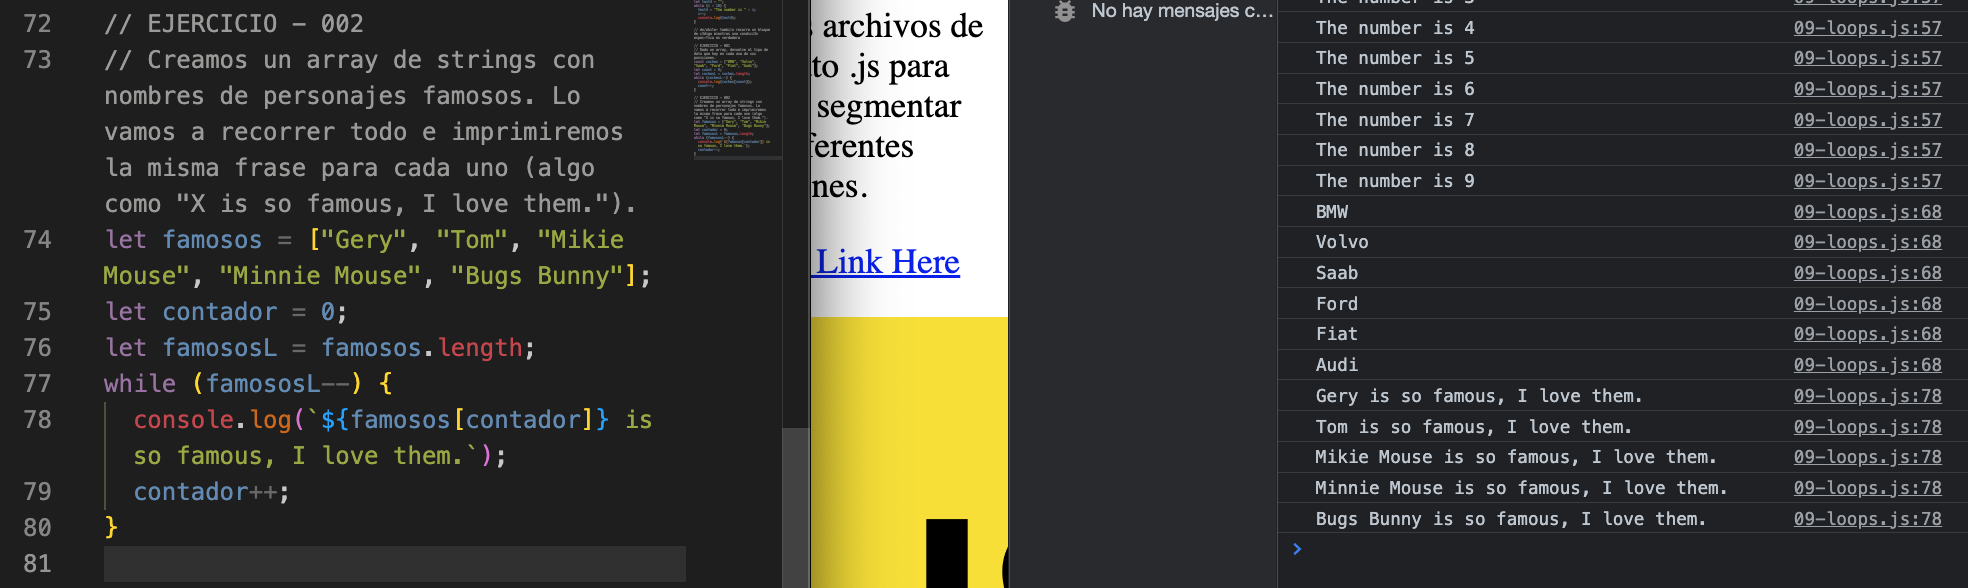 72 // EJERCICIO - 002
73 // Creamos un array de strings con
nombres de personajes famosos. Lo
vamos a recorrer todo e imprimiremos
la misma frase para cada uno (algo
como "X is so famous, I love them.").
74 let famosos = ["Gery", "Tom", "Mikie
Mouse", "Minnie Mouse", "Bugs Bunny"];
75 let contador = 0;
76 let famososL = famosos.length;
77 while (famososL--) {
78 console.log(`${famosos[contador]} is
so famous, I love them.`);
79 contador++;
80 }
81
archivos de
.js para
segmentar
nes.
Link Here
No hay mensajes c...
The number is 4 09-loops.js:57
The number is 5 09-loops.js:57
The number is 6 09-loops.js:57
The number is 7 09-loops.js:57
The number is 8 09-loops.js:57
The number is 9 09-loops.js:57
BMW 09-loops.js:68
Volvo 09-loops.js:68
Saab 09-loops.js:68
Ford 09-loops.js:68
Fiat 09-loops.js:68
Audi 09-loops.js:68
Gery is so famous, I love them. 09-loops.js:78
Tom is so famous, I love them. 09-loops.js:78
Mikie Mouse is so famous, I love them. 09-loops.js:78
Minnie Mouse is so famous, I love them. 09-loops.js:78
Bugs Bunny is so famous, I love them. 09-loops.js:78